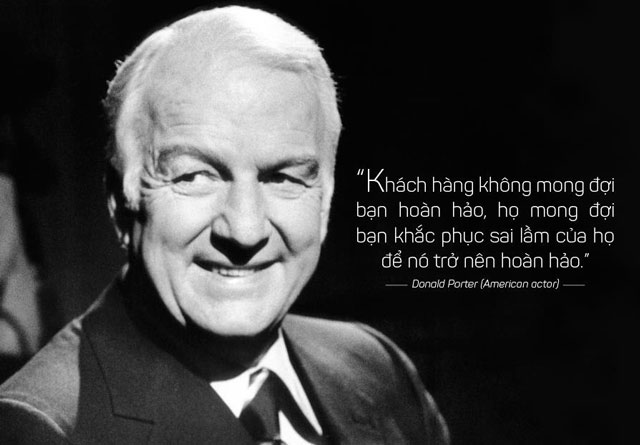 “Khách hàng không mong đợi
bạn hoàn hảo, họ mong đợi
bạn khắc phục sai lầm của họ
để nó trở nên hoàn hảo.”
Donald Porter (American actor)